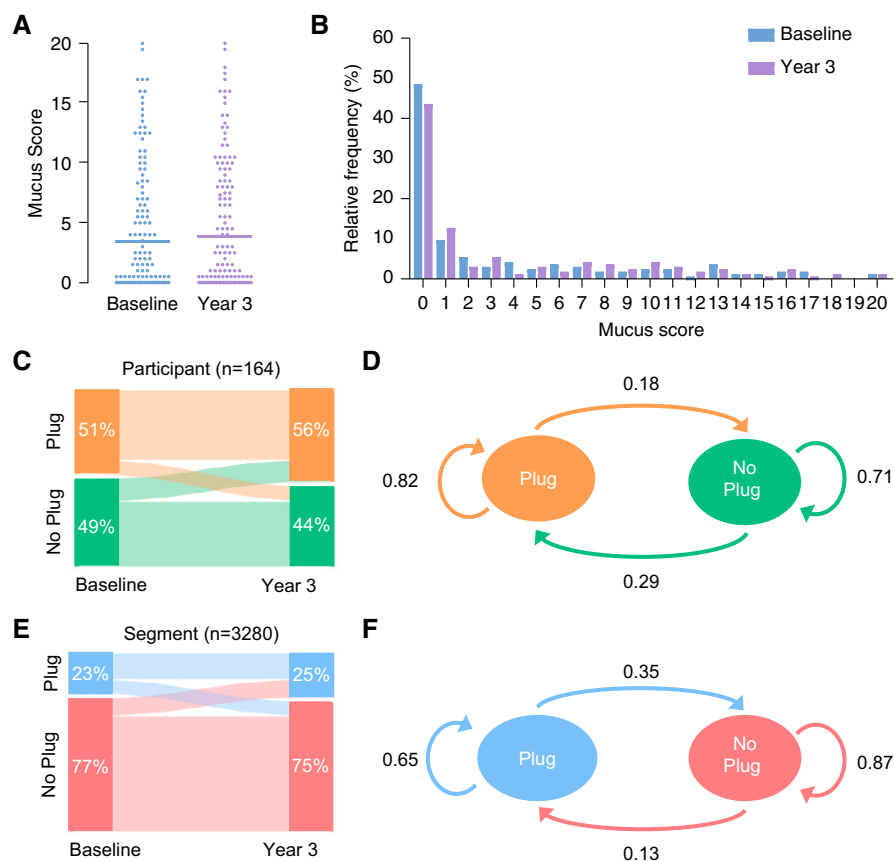 A
20
15
10
5
0
Mucus Score
Baseline Year 3
B
60
50
40
30
20
10
0
Relative frequency (%)
Baseline
Year 3
0 1 2 3 4 5 6 7 8 9 10 11 12 13 14 15 16 17 18 19 20
Mucus score
C
Participant (n=164)
Plug
No Plug
51%
56%
49%
44%
Baseline Year 3
D
0.18
0.82
Plug
No
Plug
0.71
0.29
E
Segment (n=3280)
Plug
No Plug
23%
25%
77%
75%
Baseline Year 3
F
0.35
0.65
Plug
No
Plug
0.87
0.13